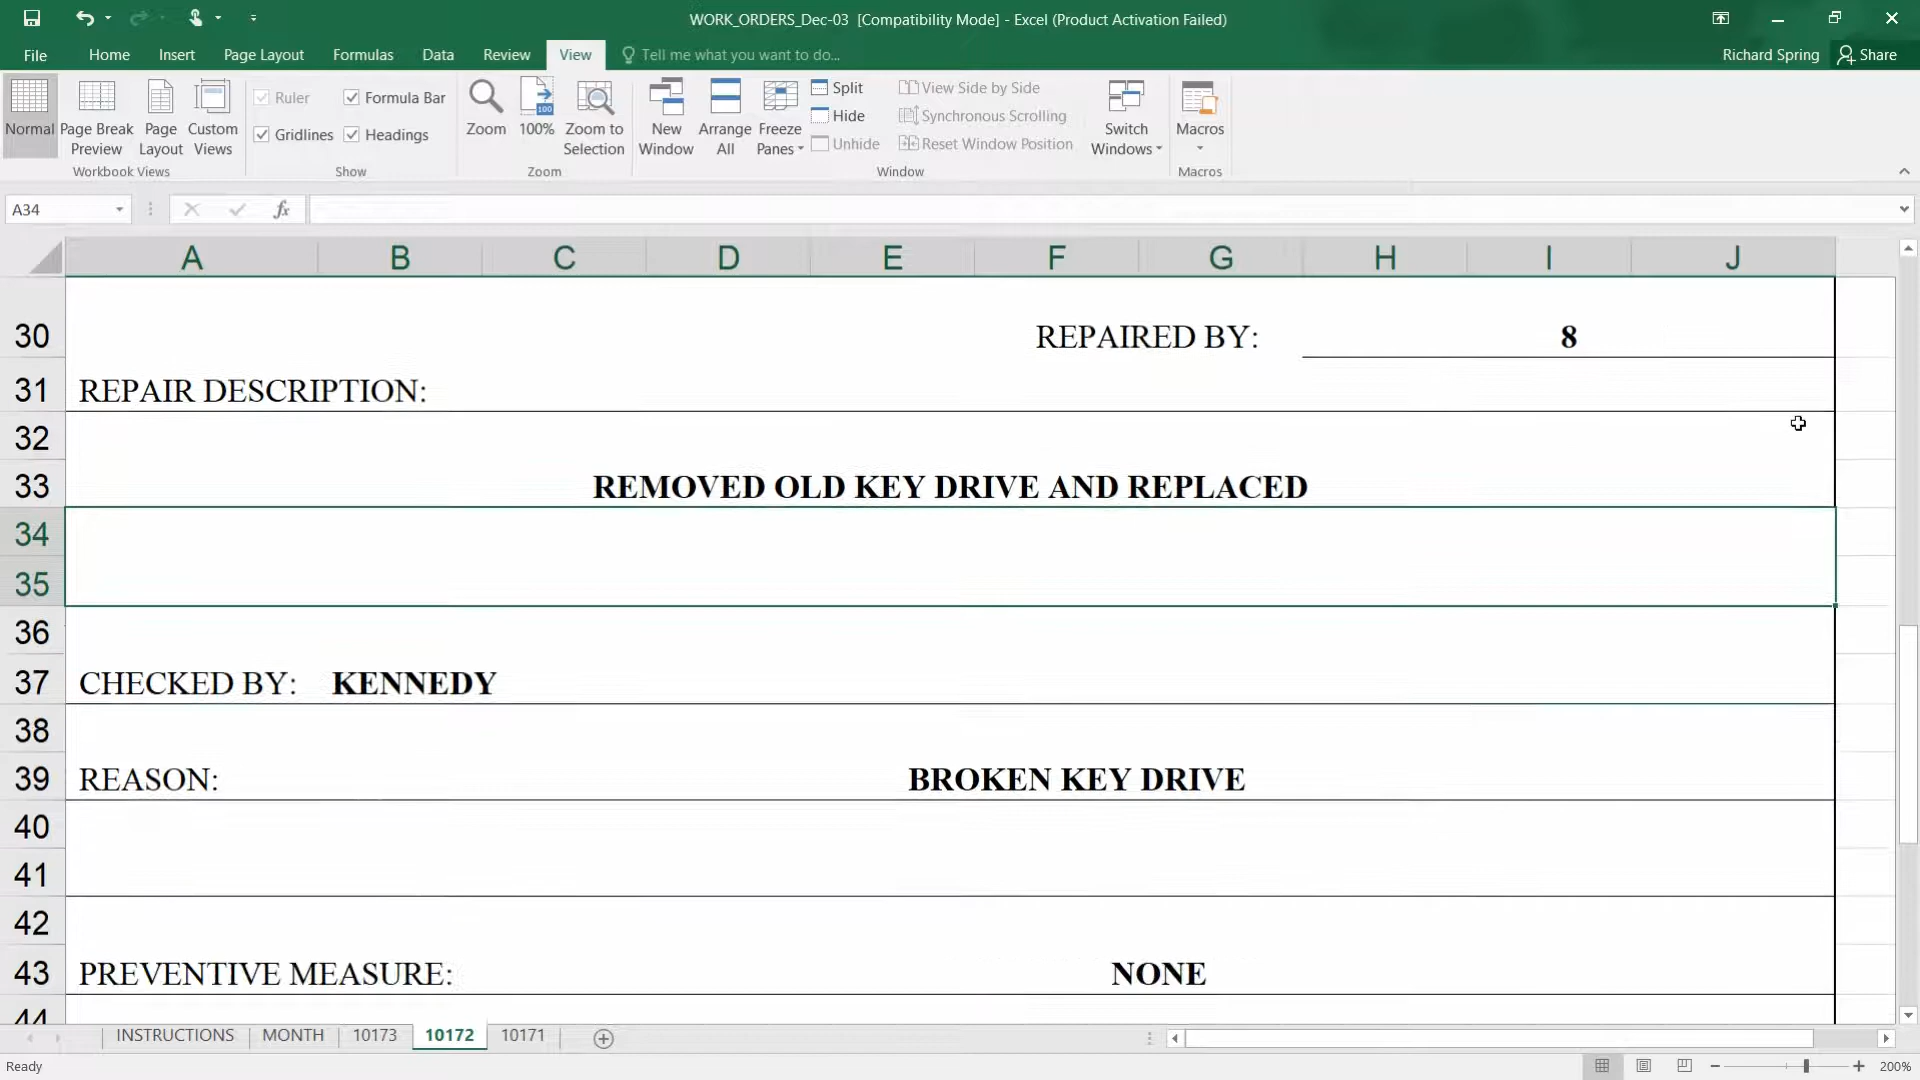 WORK_ORDERS_Dec-03 [Compatibility Mode] - Excel (Product Activation Failed)
File Home Insert Page Layout Formulas Data Review View Tell me what you want to do... Richard Spring Share
Normal Page Break Preview Page Layout Custom Views
Workbook Views
Ruler Formula Bar
Gridlines Headings
Show
Zoom 100% Zoom to Selection
100
Zoom
New Window Arrange All Freeze Panes
Split View Side by Side
Hide Synchronous Scrolling
Unhide Reset Window Position
Switch Windows
Window
Macros
Macros
A34 fx
A B C D E F G H I J
30 REPAIRED BY: 8
31 REPAIR DESCRIPTION:
32
33 REMOVED OLD KEY DRIVE AND REPLACED
34
35
36
37 CHECKED BY: KENNEDY
38
39 REASON: BROKEN KEY DRIVE
40
41
42
43 PREVENTIVE MEASURE: NONE
44
INSTRUCTIONS MONTH 10173 10172 10171
Ready 200%